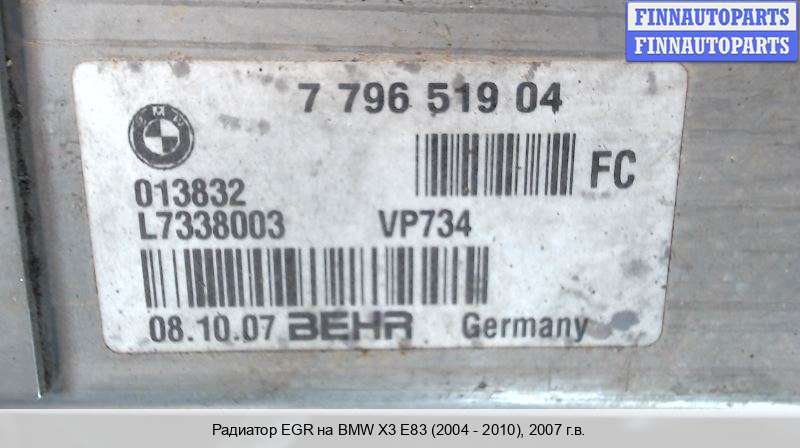 FINNAUTOPARTS
FINNAUTOPARTS
7 796 519 04
BMW
FC
013832
L7338003 VP734
08.10.07 BEHR Germany
Радиатор EGR на BMW X3 E83 (2004 - 2010), 2007 г.в.